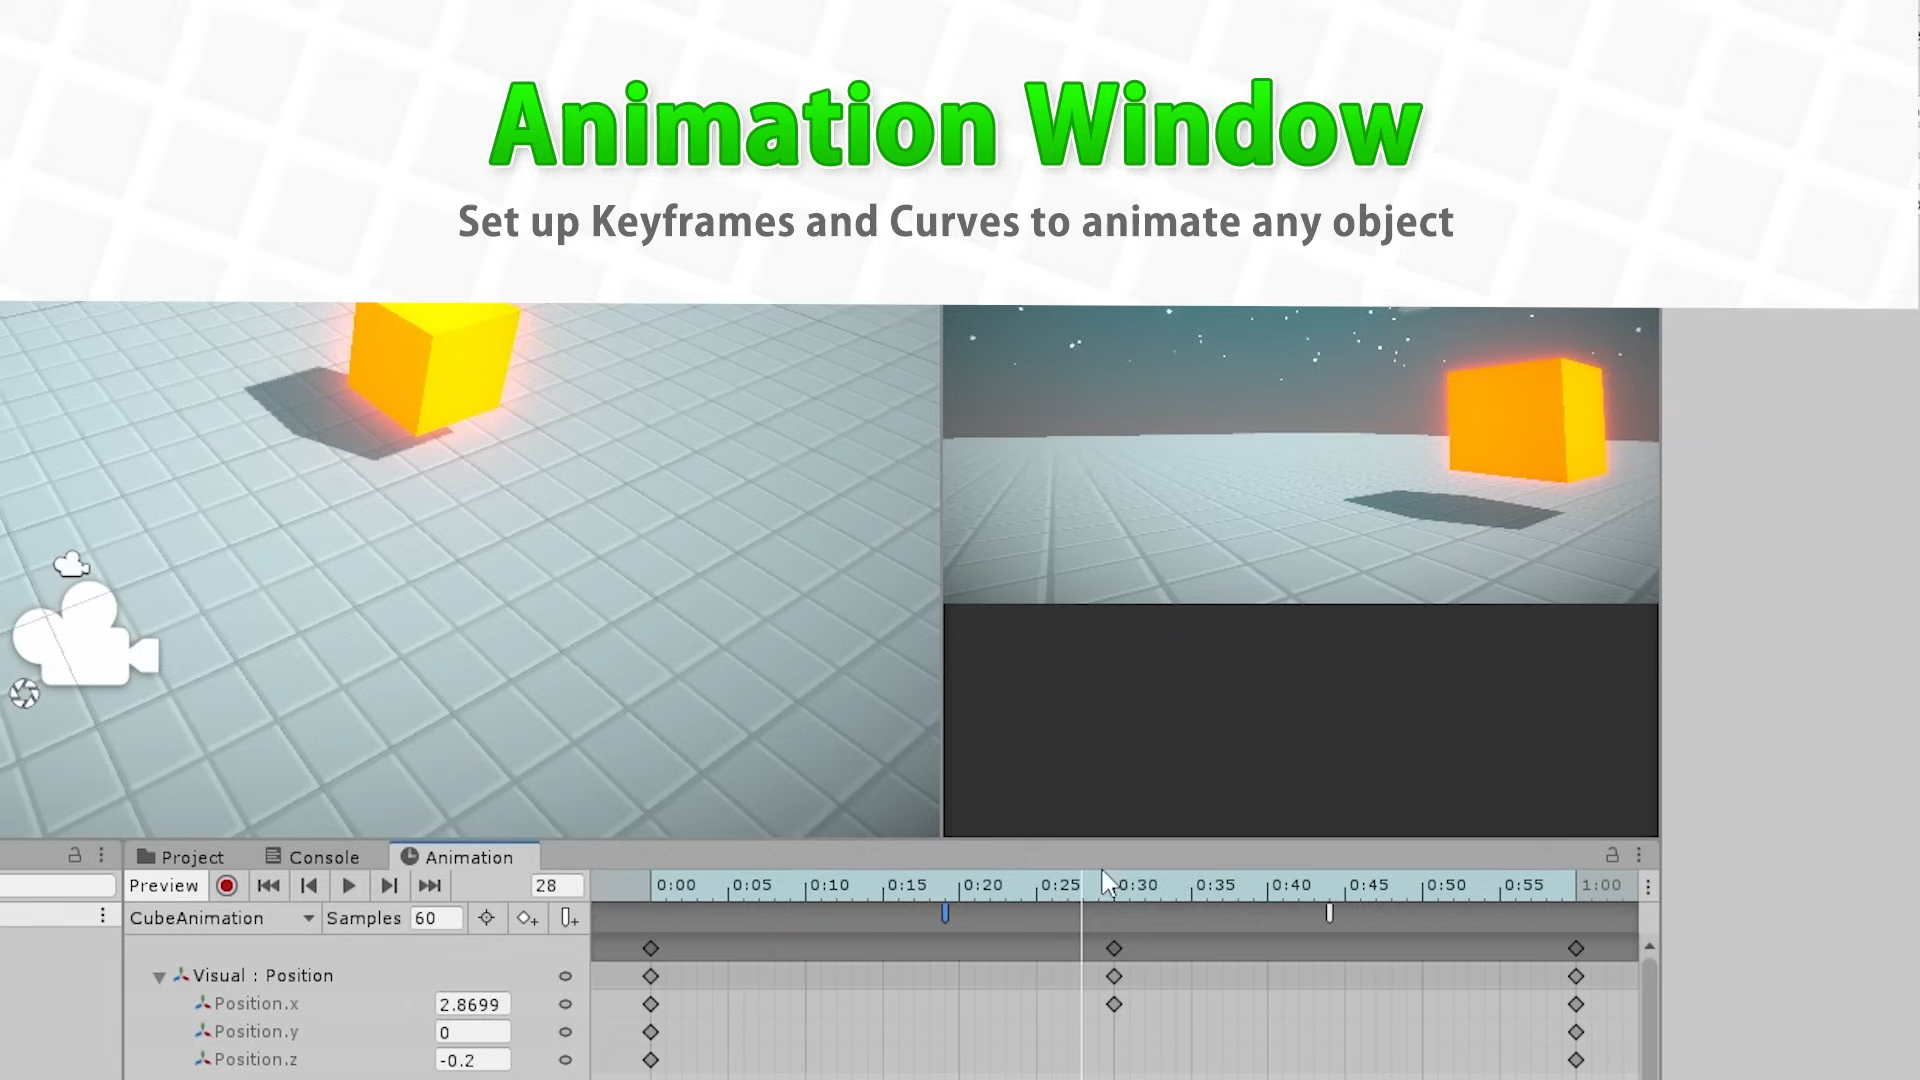 Animation Window
Set up Keyframes and Curves to animate any object
Project
Console
Animation
Preview
28
0:00 0:05 0:10 0:15 0:20 0:25 0:30 0:35 0:40 0:45 0:50 0:55 1:00
CubeAnimation
Samples 60
Visual : Position
Position.x 2.8699
Position.y 0
Position.z -0.2